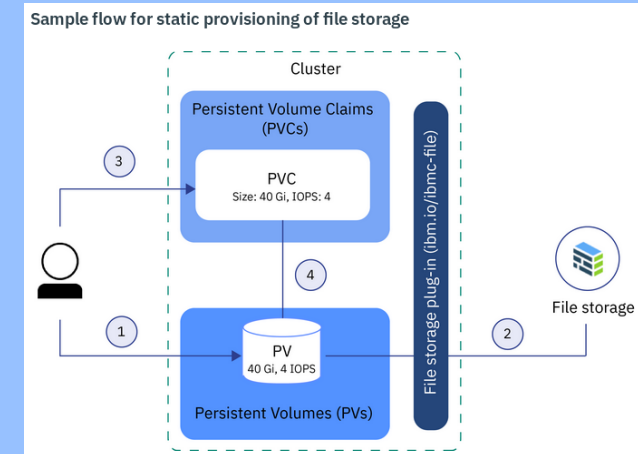 Sample flow for static provisioning of file storage
Cluster
Persistent Volume Claims
(PVCs)
3
PVC
Size: 40 Gi, IOPS: 4
File storage plug-in (ibm.io/ibmc-file)
4
File storage
1
2
PV
40 Gi, 4 IOPS
Persistent Volumes (PVs)